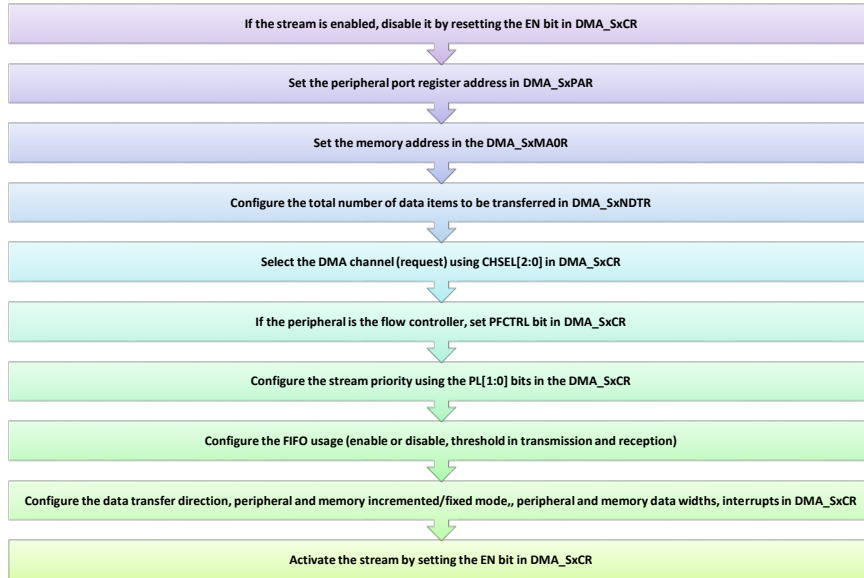 If the stream is enabled, disable it by resetting the EN bit in DMA_SxCR
Set the peripheral port register address in DMA_SxPAR
Set the memory address in the DMA_SxMA0R
Configure the total number of data items to be transferred in DMA_SxNDTR
Select the DMA channel (request) using CHSEL[2:0] in DMA_SxCR
If the peripheral is the flow controller, set PFCTRL bit in DMA_SxCR
Configure the stream priority using the PL[1:0] bits in the DMA_SxCR
Configure the FIFO usage (enable or disable, threshold in transmission and reception)
Configure the data transfer direction, peripheral and memory incremented/fixed mode,, peripheral and memory data widths, interrupts in DMA_SxCR
Activate the stream by setting the EN bit in DMA_SxCR